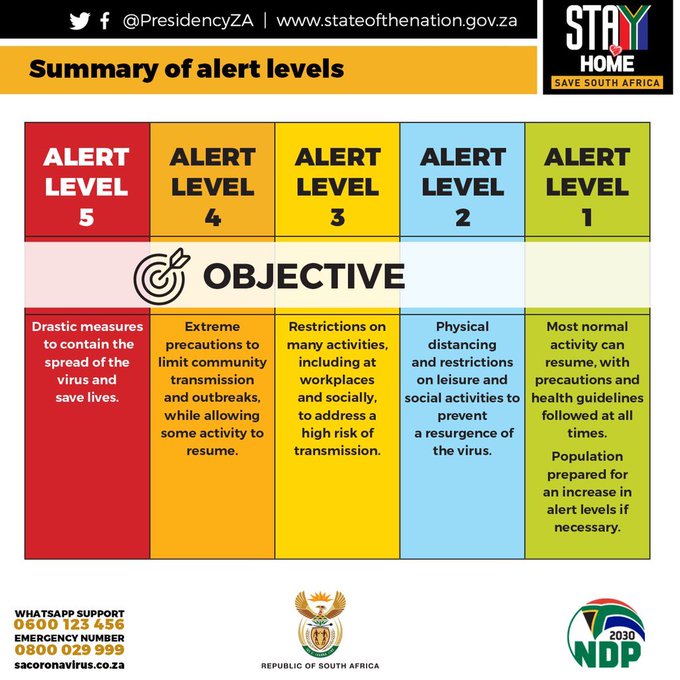 @PresidencyZA | www.stateofthenation.gov.za
STAY
HOME
SAVE SOUTH AFRICA
Summary of alert levels
ALERT
LEVEL
5
ALERT
LEVEL
4
ALERT
LEVEL
3
ALERT
LEVEL
2
ALERT
LEVEL
1
OBJECTIVE
Drastic measures
to contain the
spread of the
virus and
save lives.
Extreme
precautions to
limit community
transmission
and outbreaks,
while allowing
some activity to
resume.
Restrictions on
many activities,
including at
workplaces
and socially,
to address a
high risk of
transmission.
Physical
distancing
and restrictions
on leisure and
social activities to
prevent
a resurgence of
the virus.
Most normal
activity can
resume, with
precautions and
health guidelines
followed at all
times.
Population
prepared for
an increase in
alert levels if
necessary.
WHATSAPP SUPPORT
0600 123 456
EMERGENCY NUMBER
0800 029 999
sacoronavirus.co.za
REPUBLIC OF SOUTH AFRICA
2030
NDP